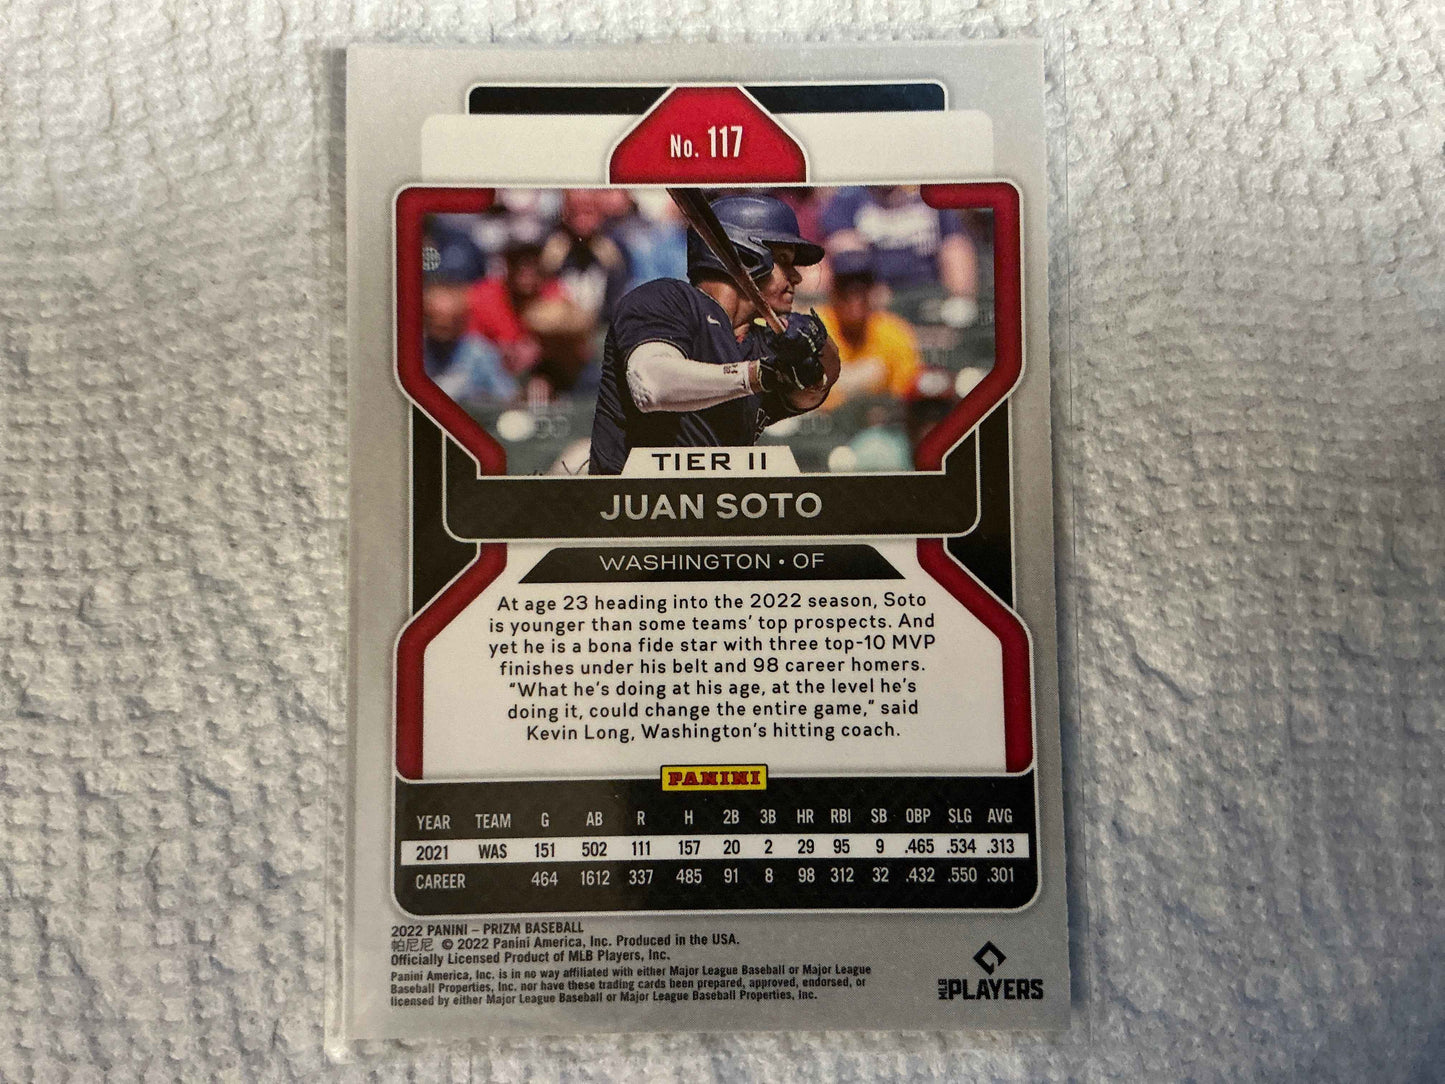 No. 117
TIER II
JUAN SOTO
WASHINGTON • OF
At age 23 heading into the 2022 season, Soto
is younger than some teams' top prospects. And
yet he is a bona fide star with three top-10 MVP
finishes under his belt and 98 career homers.
"What he's doing at his age, at the level he's
doing it, could change the entire game," said
Kevin Long, Washington's hitting coach.
PANINI
YEAR TEAM G AB R H 2B 3B HR RBI SB OBP SLG AVG
2021 WAS 151 502 111 157 20 2 29 95 9 .465 .534 .313
CAREER 464 1612 337 485 91 8 98 312 32 .432 .550 .301
2022 PANINI – PRIZM BASEBALL
帕尼尼 © 2022 Panini America, Inc. Produced in the USA.
Officially Licensed Product of MLB Players, Inc.
Panini America, Inc. is in no way affiliated with either Major League Baseball or Major League
Baseball Properties, Inc. nor have these trading cards been prepared, approved, endorsed, or
licensed by either Major League Baseball or Major League Baseball Properties, Inc.
MLB PLAYERS